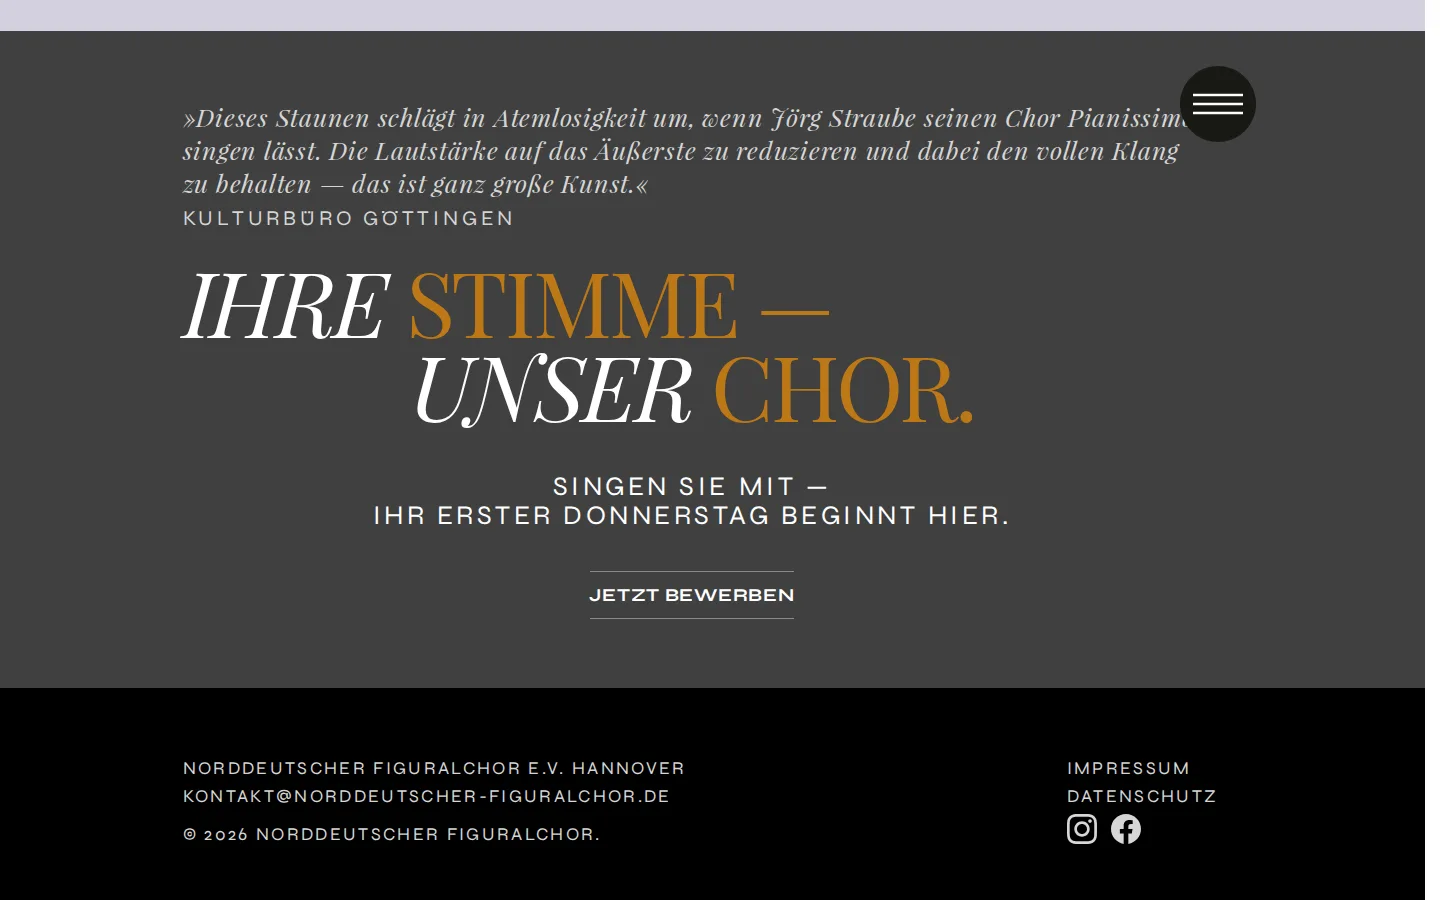 »Dieses Staunen schlägt in Atemlosigkeit um, wenn Jörg Straube seinen Chor Pianissimo
singen lässt. Die Lautstärke auf das Äußerste zu reduzieren und dabei den vollen Klang
zu behalten — das ist ganz große Kunst.«
KULTURBÜRO GÖTTINGEN
IHRE STIMME —
UNSER CHOR.
SINGEN SIE MIT —
IHR ERSTER DONNERSTAG BEGINNT HIER.
JETZT BEWERBEN
NORDDEUTSCHER FIGURALCHOR E.V. HANNOVER
KONTAKT@NORDDEUTSCHER-FIGURALCHOR.DE
© 2026 NORDDEUTSCHER FIGURALCHOR.
IMPRESSUM
DATENSCHUTZ